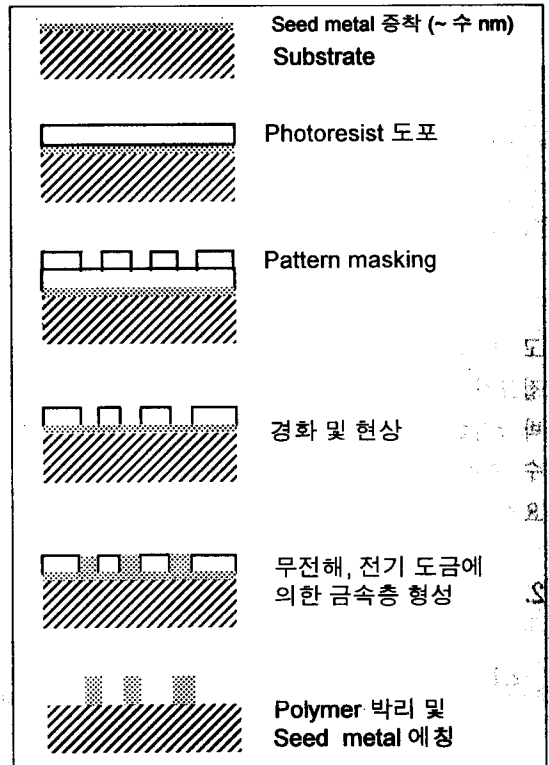 Seed metal 증착 (~ 수 nm)
Substrate
Photoresist 도포
Pattern masking
경화 및 현상
무전해, 전기 도금에
의한 금속층 형성
2.
Polymer 박리 및
Seed metal 에칭